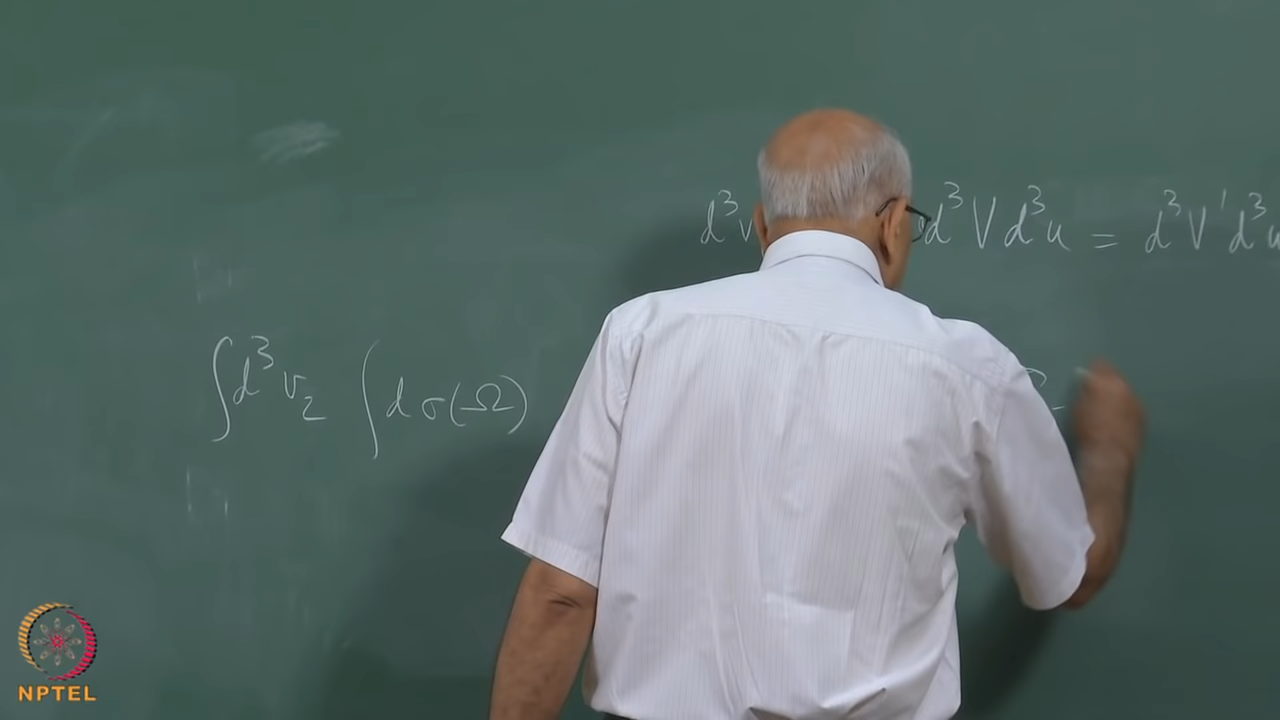 d³v d³V d³u = d³V' d³u
∫d³v₂ ∫dσ(Ω)
NPTEL